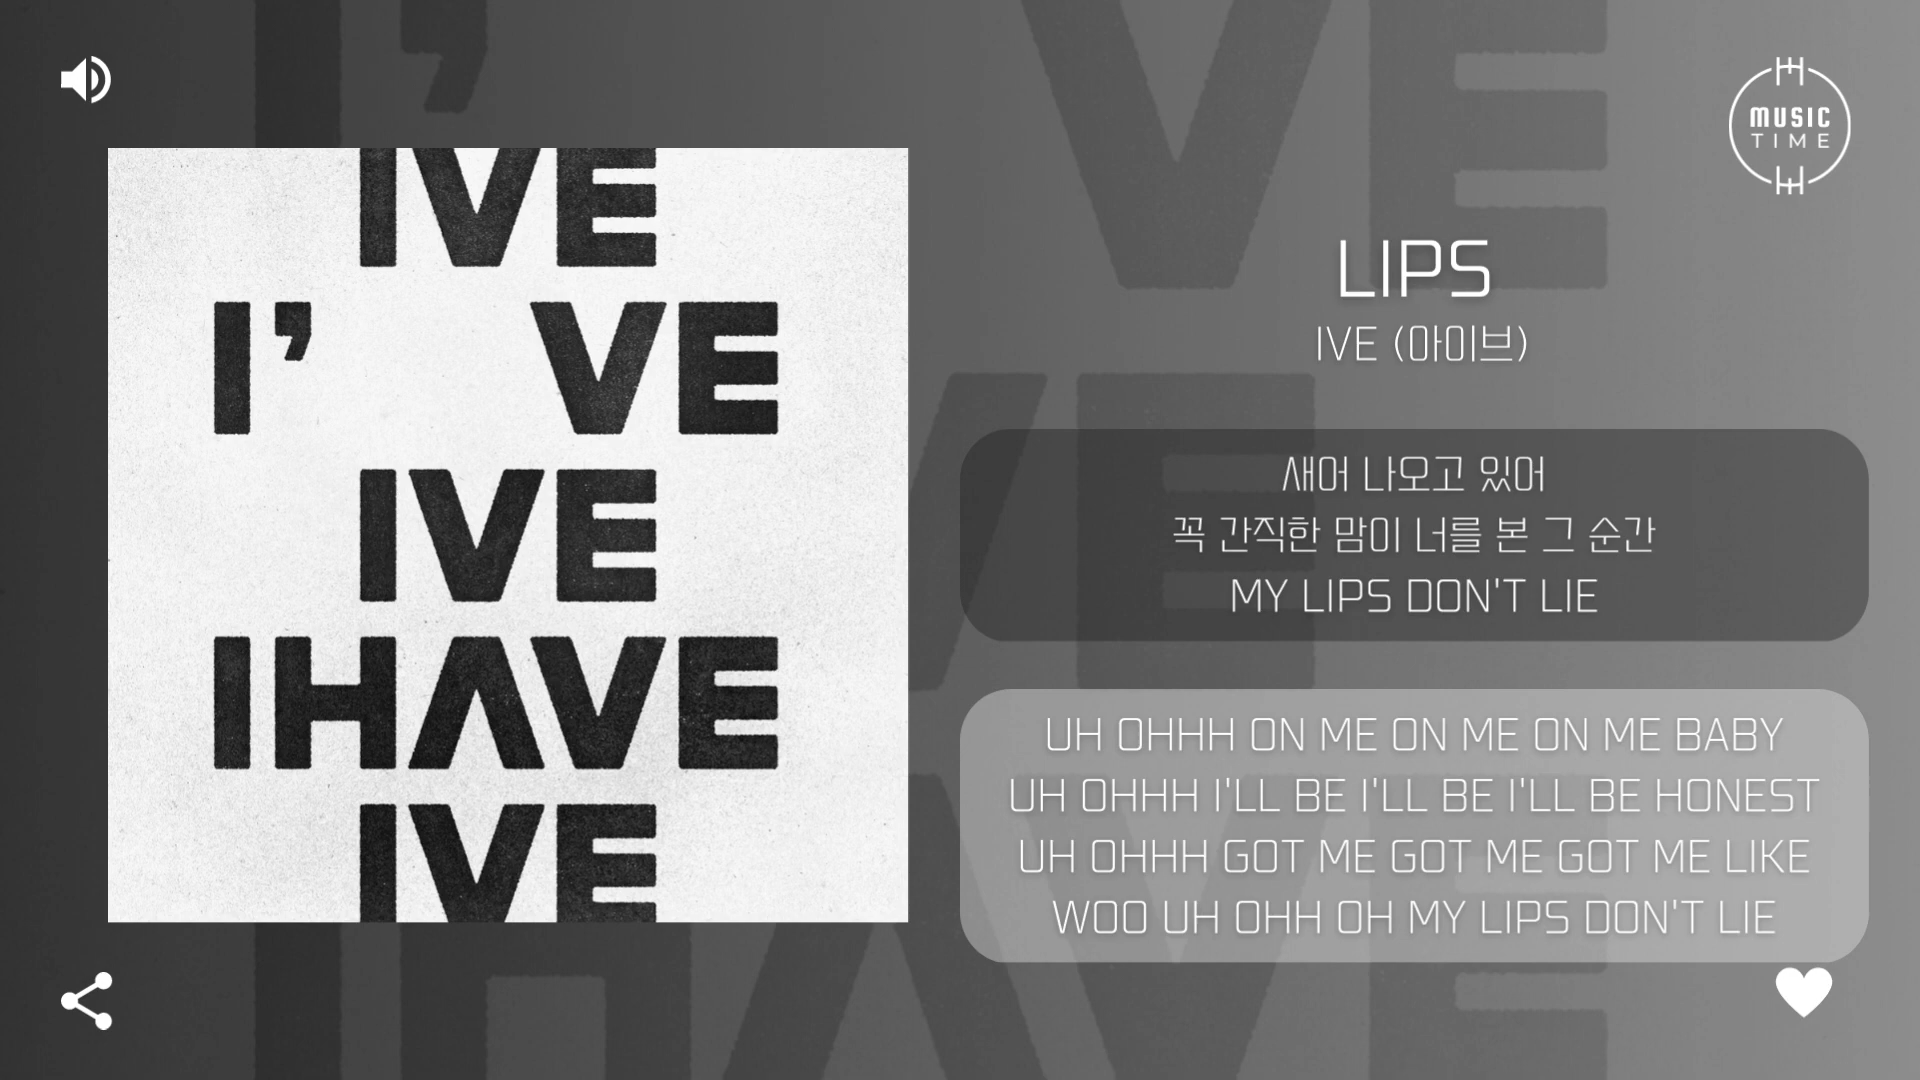 IVE
I' VE
IVE
IHAVE
IVE
MUSIC
TIME
LIPS
IVE (아이브)
새어 나오고 있어
꼭 간직한 맘이 너를 본 그 순간
MY LIPS DON'T LIE
UH OHHH ON ME ON ME ON ME BABY
UH OHHH I'LL BE I'LL BE I'LL BE HONEST
UH OHHH GOT ME GOT ME GOT ME LIKE
WOO UH OHH OH MY LIPS DON'T LIE